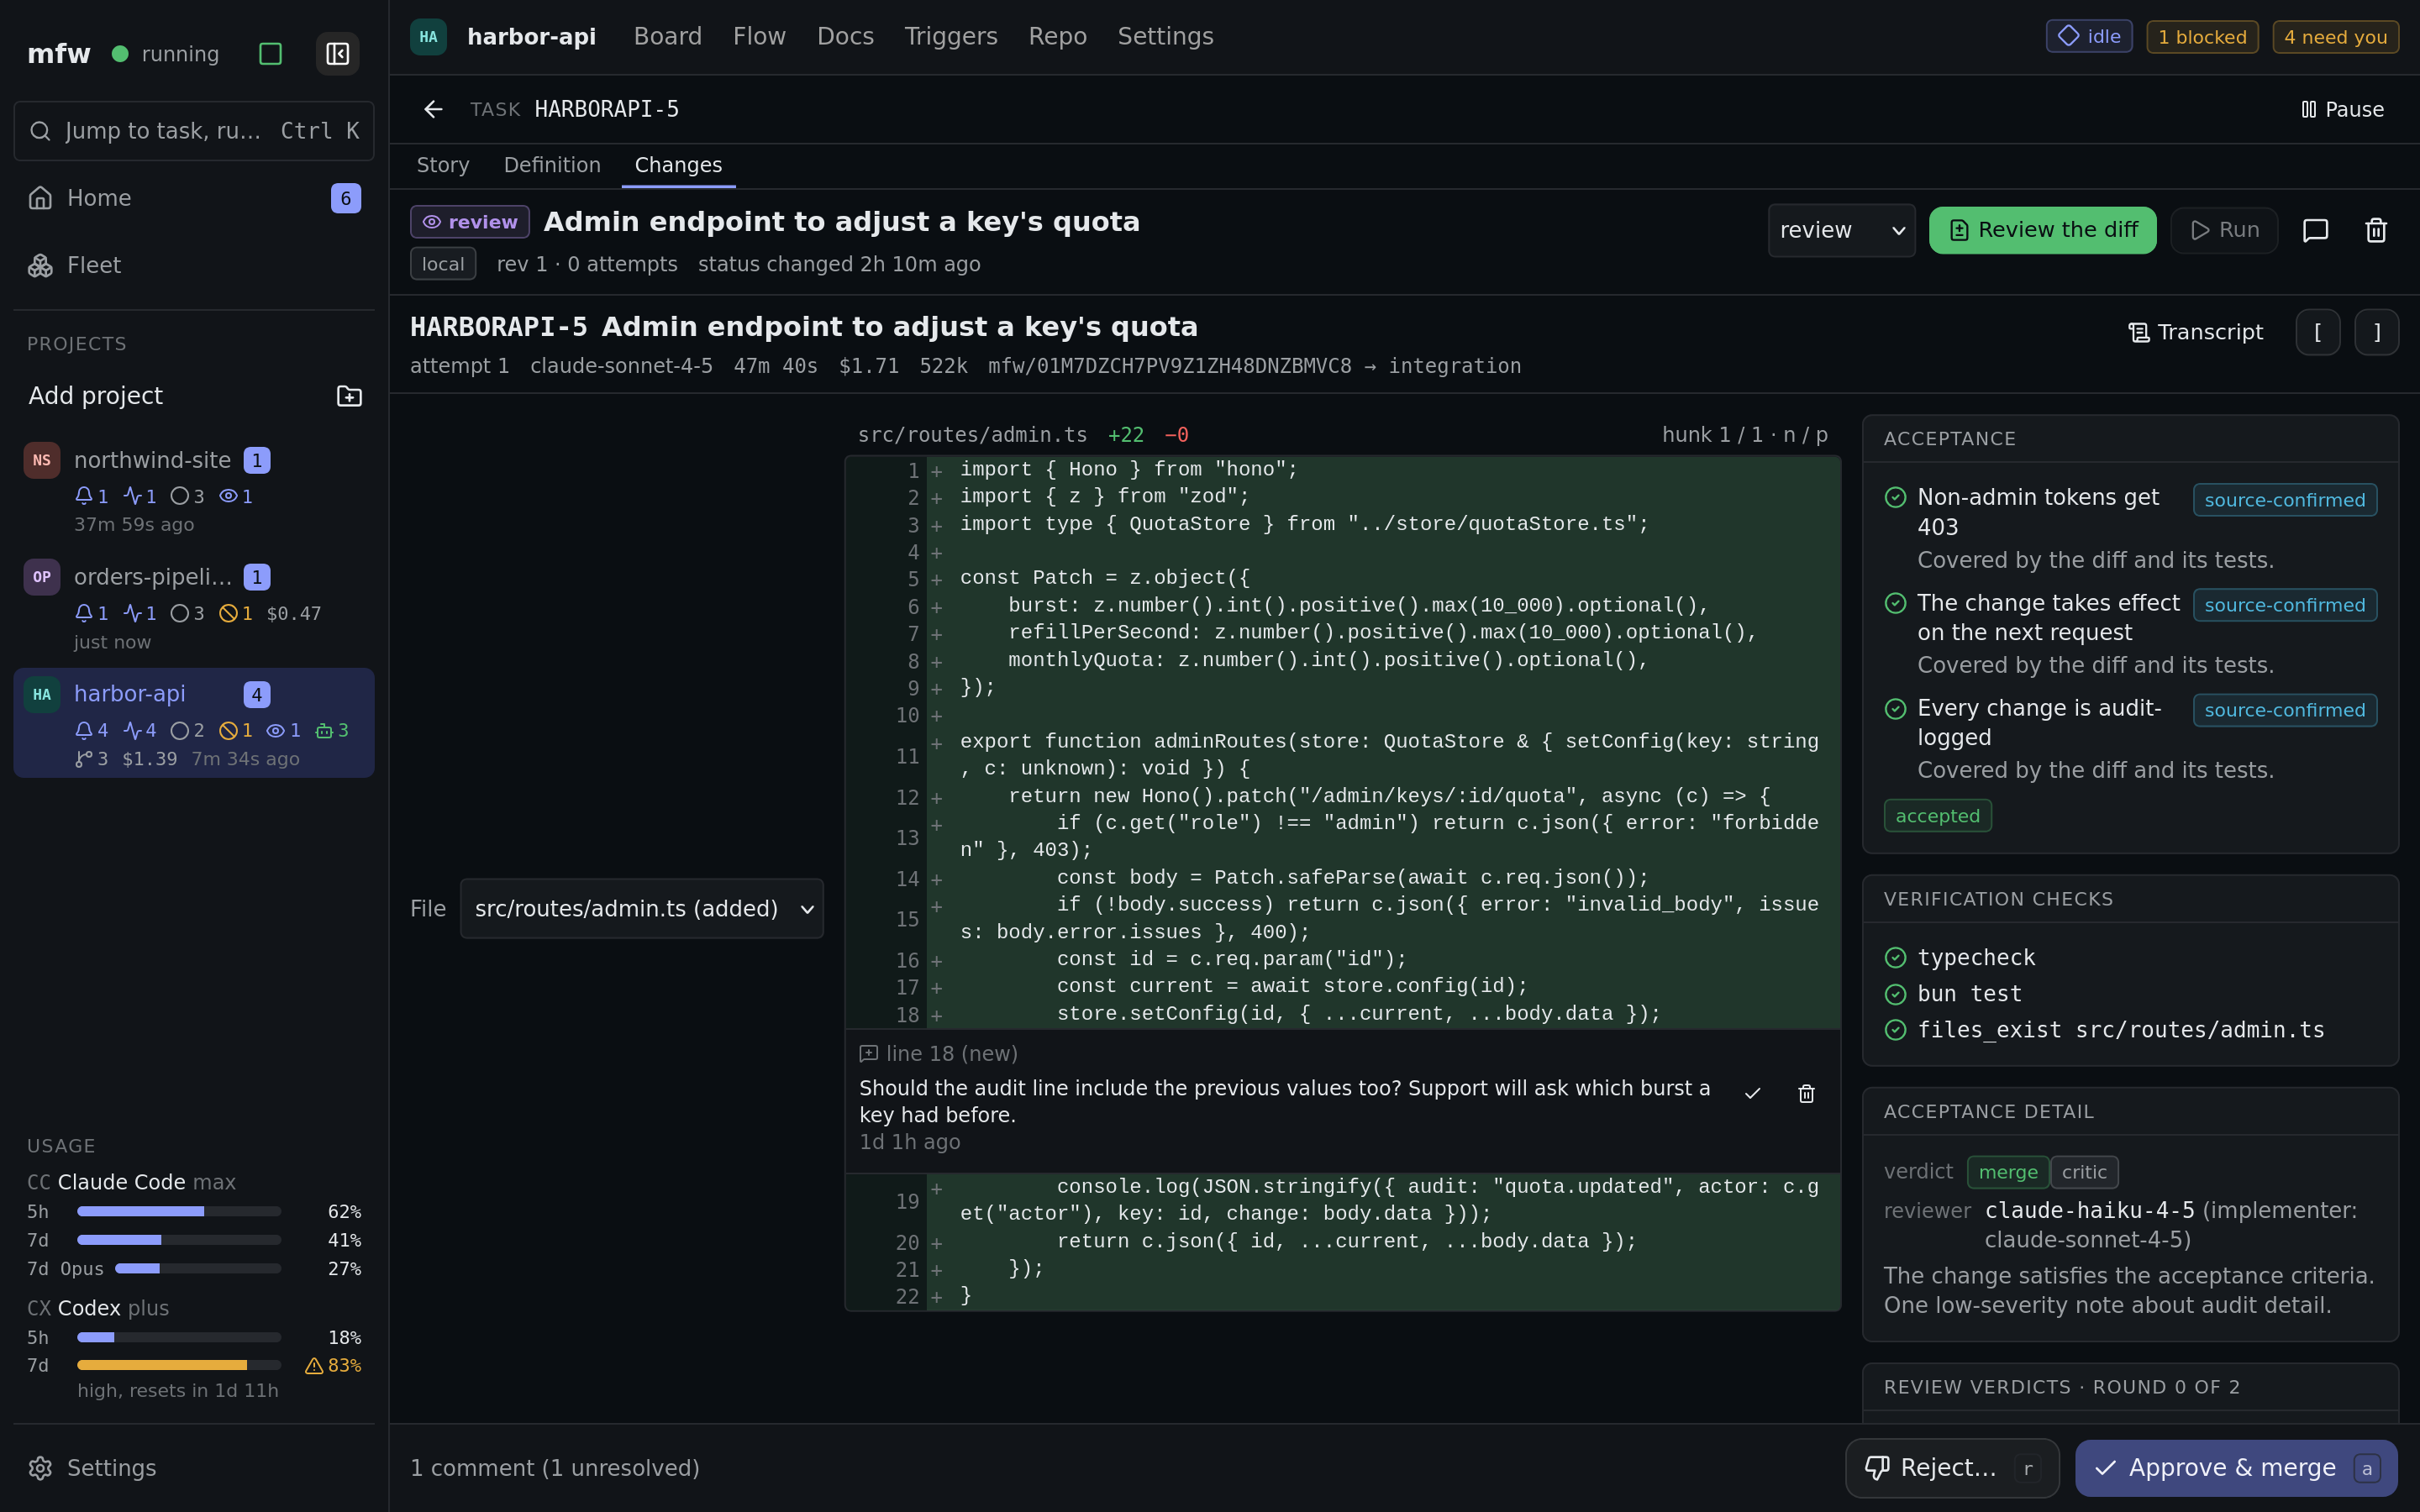 mfw running
Jump to task, ru… Ctrl K
Home 6
Fleet
PROJECTS
Add project
NS northwind-site 1
1 1 3 1
37m 59s ago
OP orders-pipeli… 1
1 1 3 1 $0.47
just now
HA harbor-api 4
4 4 2 1 1 3
3 $1.39 7m 34s ago
USAGE
CC Claude Code max
5h 62%
7d 41%
7d Opus 27%
CX Codex plus
5h 18%
7d 83%
high, resets in 1d 11h
Settings
HA harbor-api Board Flow Docs Triggers Repo Settings idle 1 blocked 4 need you
TASK HARBORAPI-5 Pause
Story Definition Changes
review Admin endpoint to adjust a key's quota
review Review the diff Run
local rev 1 · 0 attempts status changed 2h 10m ago
HARBORAPI-5 Admin endpoint to adjust a key's quota
Transcript [ ]
attempt 1 claude-sonnet-4-5 47m 40s $1.71 522k mfw/01M7DZCH7PV9Z1ZH48DNZBMVC8 → integration
File src/routes/admin.ts (added)
src/routes/admin.ts +22 −0 hunk 1 / 1 · n / p
1 + import { Hono } from "hono";
2 + import { z } from "zod";
3 + import type { QuotaStore } from "../store/quotaStore.ts";
4 +
5 + const Patch = z.object({
6 + burst: z.number().int().positive().max(10_000).optional(),
7 + refillPerSecond: z.number().positive().max(10_000).optional(),
8 + monthlyQuota: z.number().int().positive().optional(),
9 + });
10 +
11 + export function adminRoutes(store: QuotaStore & { setConfig(key: string
, c: unknown): void }) {
12 + return new Hono().patch("/admin/keys/:id/quota", async (c) => {
13 + if (c.get("role") !== "admin") return c.json({ error: "forbidde
n" }, 403);
14 + const body = Patch.safeParse(await c.req.json());
15 + if (!body.success) return c.json({ error: "invalid_body", issue
s: body.error.issues }, 400);
16 + const id = c.req.param("id");
17 + const current = await store.config(id);
18 + store.setConfig(id, { ...current, ...body.data });
line 18 (new)
Should the audit line include the previous values too? Support will ask which burst a
key had before.
1d 1h ago
19 + console.log(JSON.stringify({ audit: "quota.updated", actor: c.g
et("actor"), key: id, change: body.data }));
20 + return c.json({ id, ...current, ...body.data });
21 + });
22 + }
ACCEPTANCE
Non-admin tokens get source-confirmed
403
Covered by the diff and its tests.
The change takes effect source-confirmed
on the next request
Covered by the diff and its tests.
Every change is audit- source-confirmed
logged
Covered by the diff and its tests.
accepted
VERIFICATION CHECKS
typecheck
bun test
files_exist src/routes/admin.ts
ACCEPTANCE DETAIL
verdict merge critic
reviewer claude-haiku-4-5 (implementer:
claude-sonnet-4-5)
The change satisfies the acceptance criteria.
One low-severity note about audit detail.
REVIEW VERDICTS · ROUND 0 OF 2
1 comment (1 unresolved)
Reject… r Approve & merge a